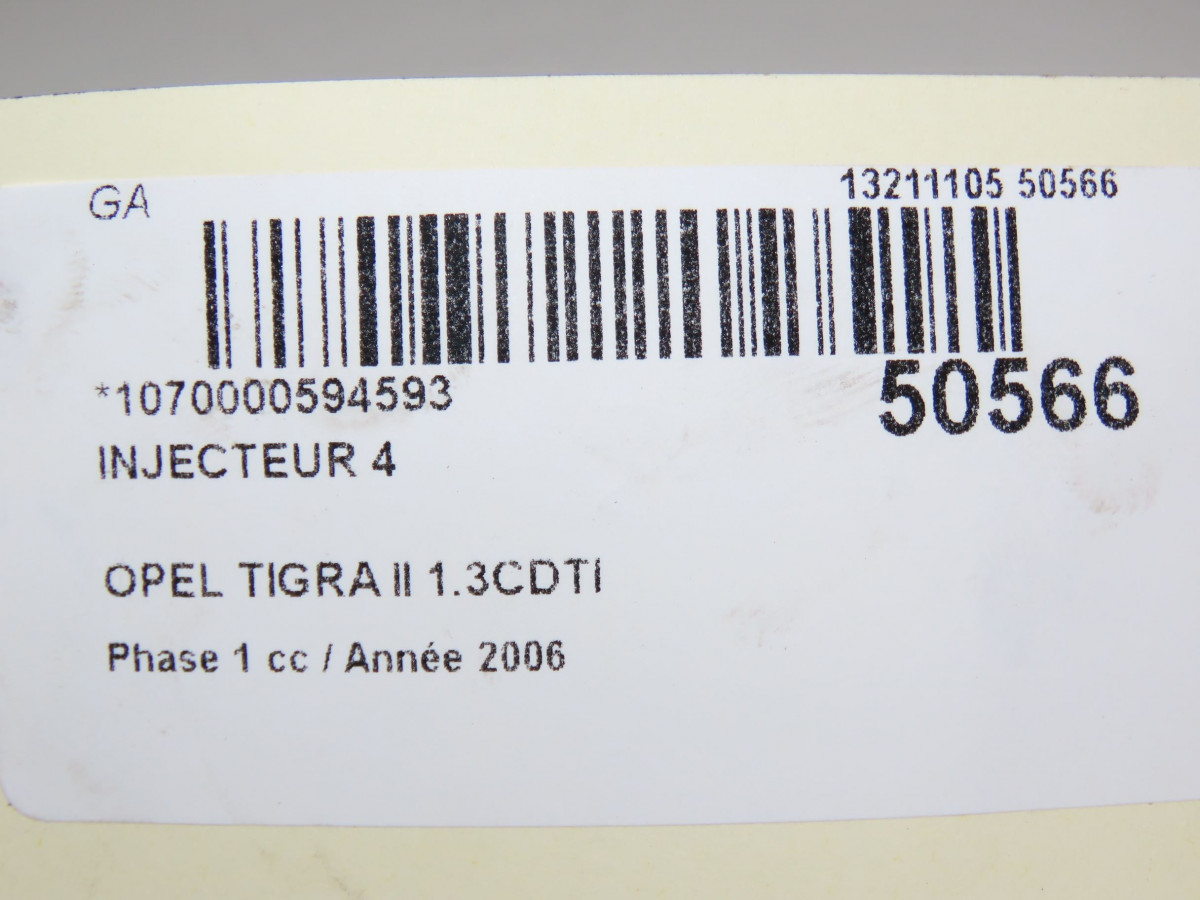 GA
13211105 50566
*1070000594593
50566
INJECTEUR 4
OPEL TIGRA II 1.3CDTI
Phase 1 cc / Année 2006